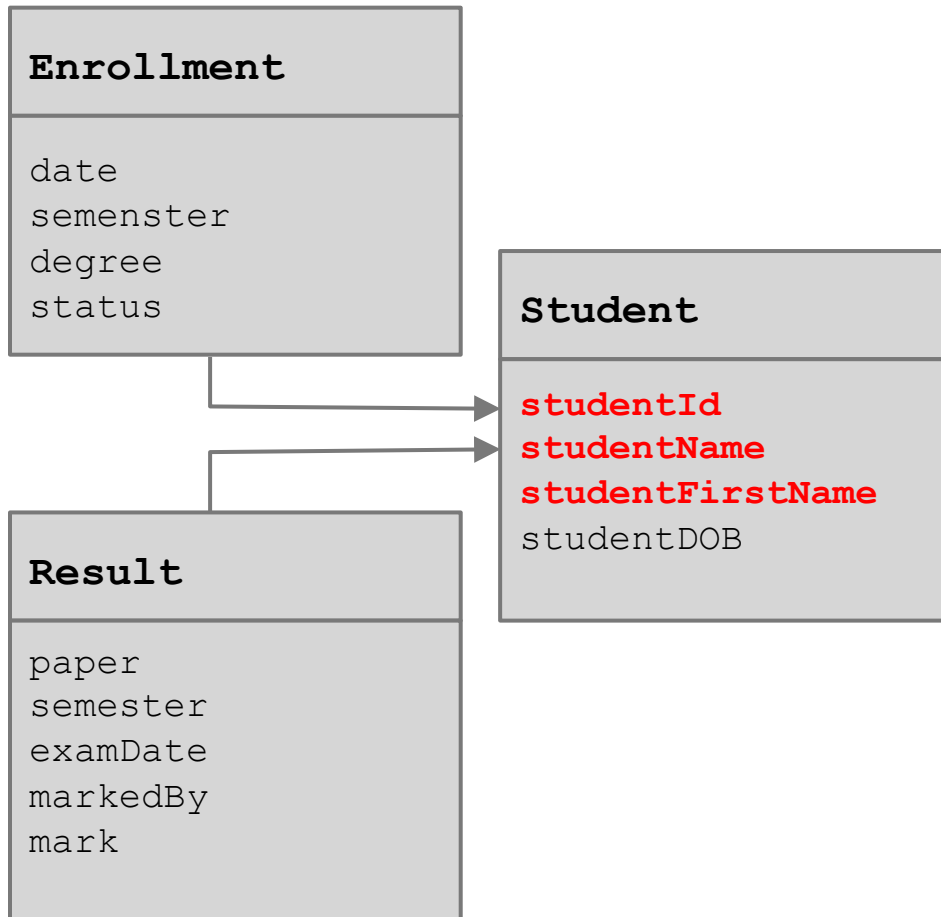 Enrollment
date
semenster
degree
status
Student
studentId
studentName
studentFirstName
studentDOB
Result
paper
semester
examDate
markedBy
mark